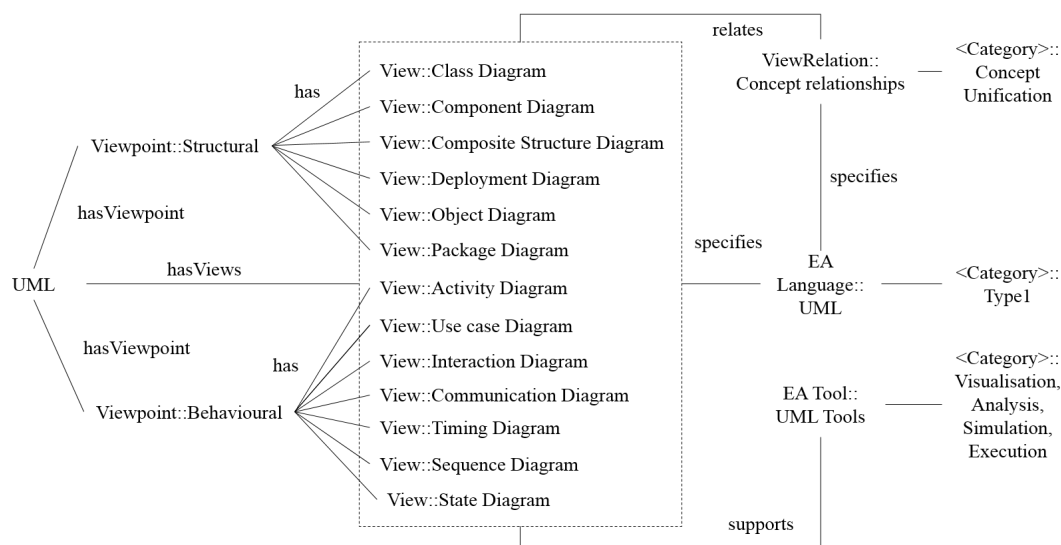 relates
<Category>::
Concept
Unification
ViewRelation::
Concept relationships
View::Class Diagram
has
View::Component Diagram
Viewpoint::Structural
View::Composite Structure Diagram
View::Deployment Diagram
specifies
hasViewpoint
View::Object Diagram
View::Package Diagram
specifies
hasViews
UML
View::Activity Diagram
EA
Language::
UML
<Category>::
Type1
View::Use case Diagram
hasViewpoint
has
View::Interaction Diagram
View::Communication Diagram
Viewpoint::Behavioural
View::Timing Diagram
View::Sequence Diagram
View::State Diagram
EA Tool::
UML Tools
<Category>::
Visualisation,
Analysis,
Simulation,
Execution
supports